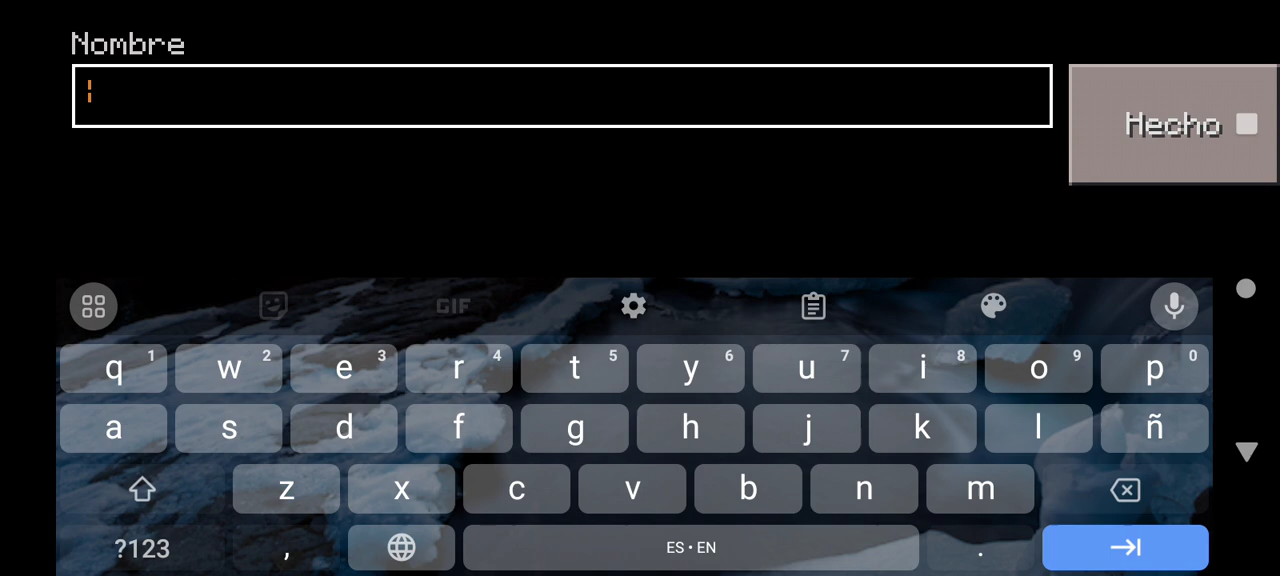 Nombre
Hecho
GIF
q 1 w 2 e 3 r 4 t 5 y 6 u 7 i 8 o 9 p 0
a s d f g h j k l ñ
z x c v b n m
?123 , ES • EN .